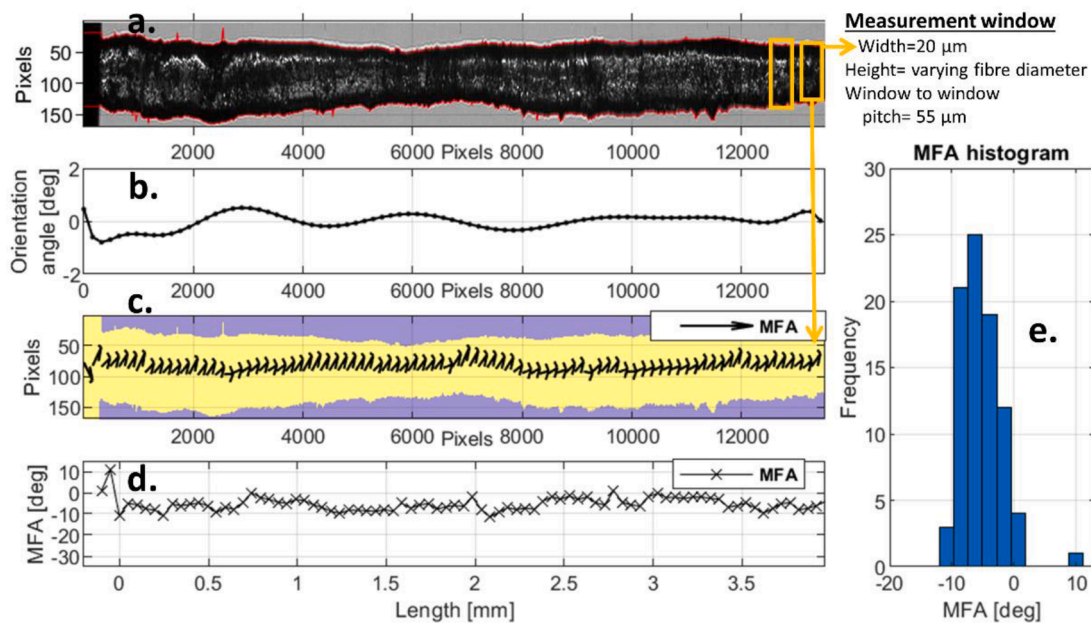 a.
Pixels
50
100
150
2000 4000 6000 Pixels 8000 10000 12000
Measurement window
Width=20 µm
Height= varying fibre diameter
Window to window
pitch= 55 µm
b.
Orientation
angle [deg]
2
0
-2
0 2000 4000 6000 8000 10000 12000
Pixels
c.
MFA
Pixels
50
100
150
2000 4000 Pixels 6000 8000 10000 12000
d.
MFA
MFA [deg]
10
0
-10
-20
-30
0 0.5 1 1.5 2 2.5 3 3.5
Length [mm]
MFA histogram
e.
Frequency
30
25
20
15
10
5
0
-20 -10 0 10
MFA [deg]